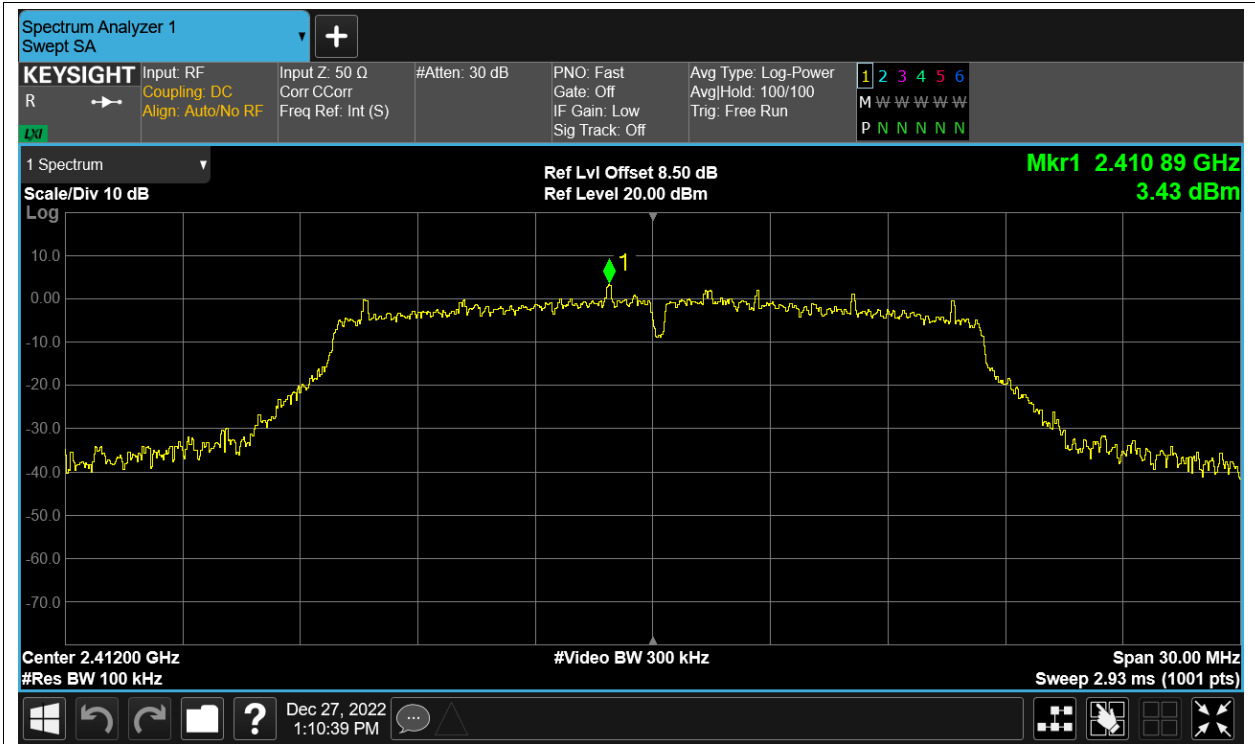 Spectrum Analyzer 1
Swept SA
KEYSIGHT
R
LXI
Input: RF
Coupling: DC
Align: Auto/No RF
Input Z: 50 Ω
Corr CCorr
Freq Ref: Int (S)
#Atten: 30 dB
PNO: Fast
Gate: Off
IF Gain: Low
Sig Track: Off
Avg Type: Log-Power
Avg|Hold: 100/100
Trig: Free Run
1 2 3 4 5 6
M W W W W W
P N N N N N
1 Spectrum
Scale/Div 10 dB
Log
Ref Lvl Offset 8.50 dB
Ref Level 20.00 dBm
Mkr1 2.410 89 GHz
3.43 dBm
1
10.0
0.00
-10.0
-20.0
-30.0
-40.0
-50.0
-60.0
-70.0
Center 2.41200 GHz
#Res BW 100 kHz
#Video BW 300 kHz
Span 30.00 MHz
Sweep 2.93 ms (1001 pts)
?
Dec 27, 2022
1:10:39 PM